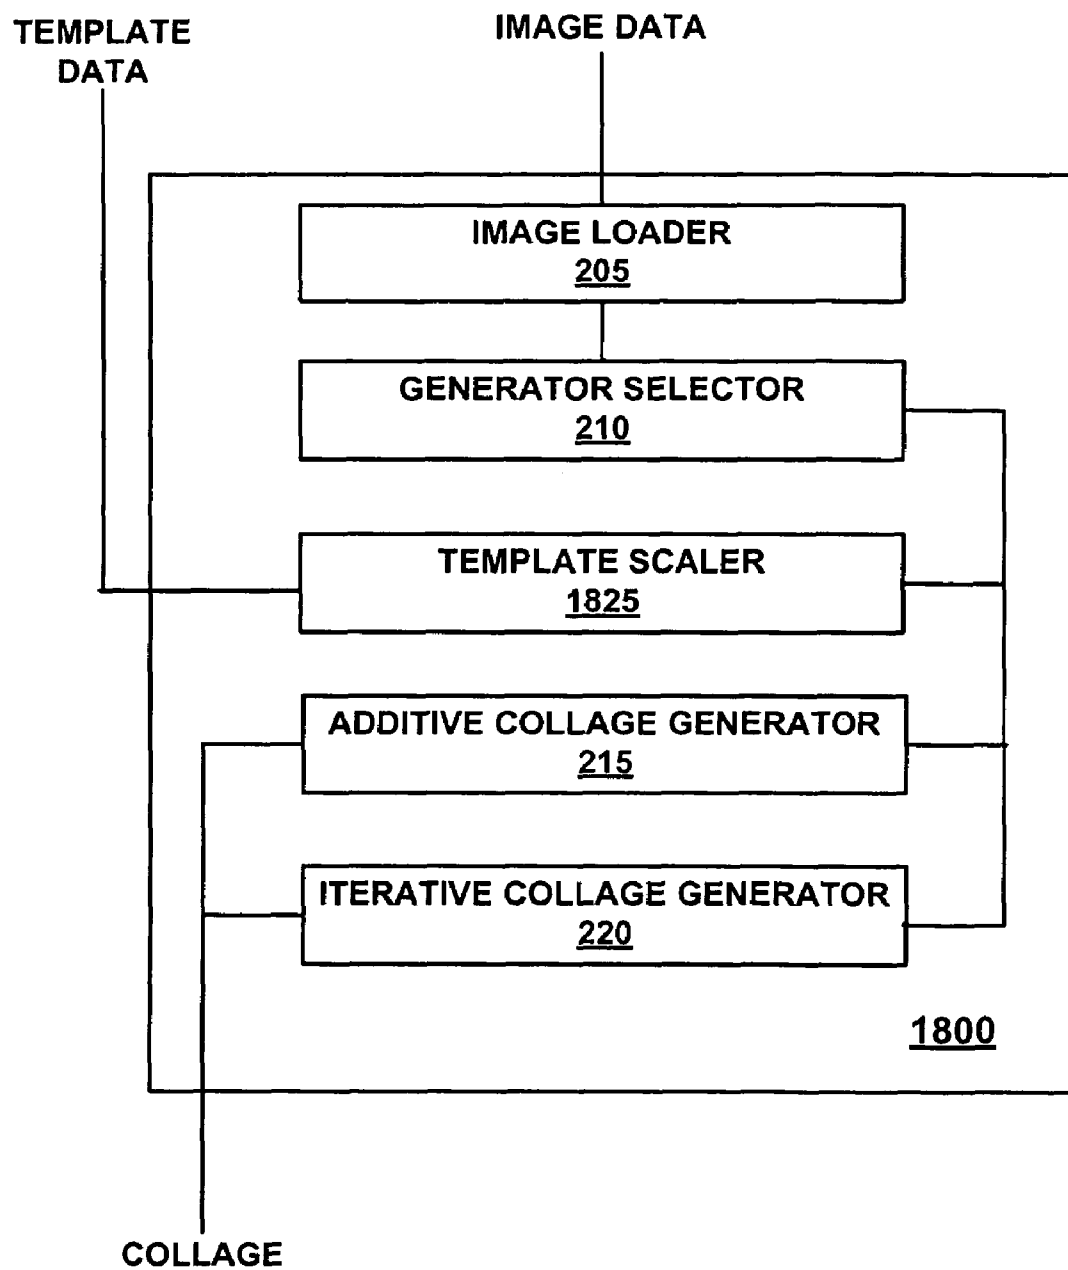 TEMPLATE
DATA
IMAGE DATA
IMAGE LOADER
205
GENERATOR SELECTOR
210
TEMPLATE SCALER
1825
ADDITIVE COLLAGE GENERATOR
215
ITERATIVE COLLAGE GENERATOR
220
1800
COLLAGE